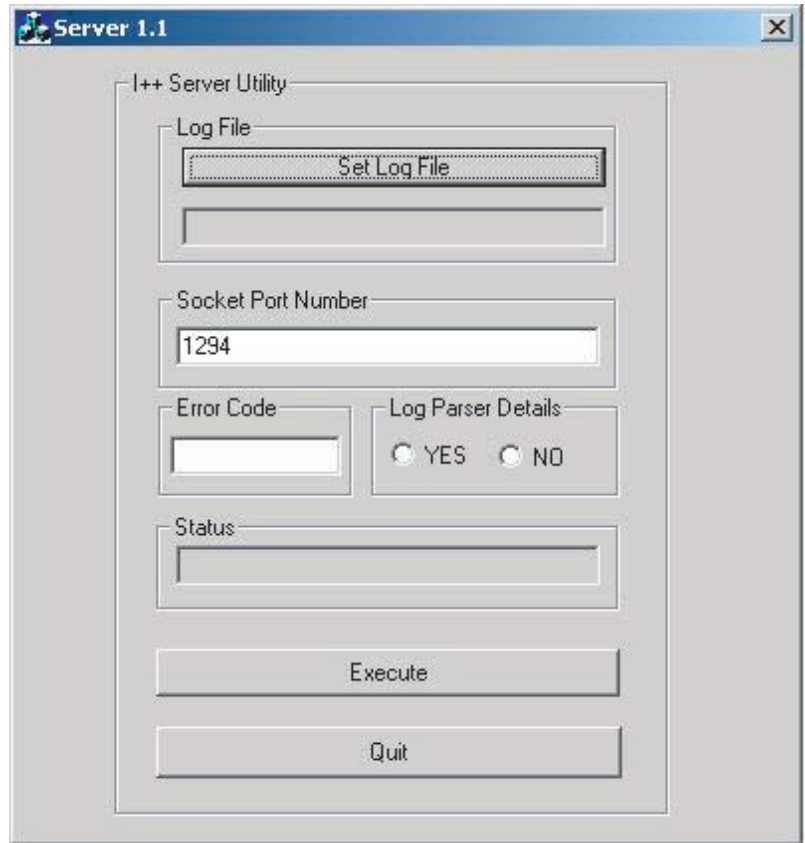 Server 1.1
I++ Server Utility
Log File
Set Log File
Socket Port Number
1294
Error Code
Log Parser Details
YES NO
Status
Execute
Quit